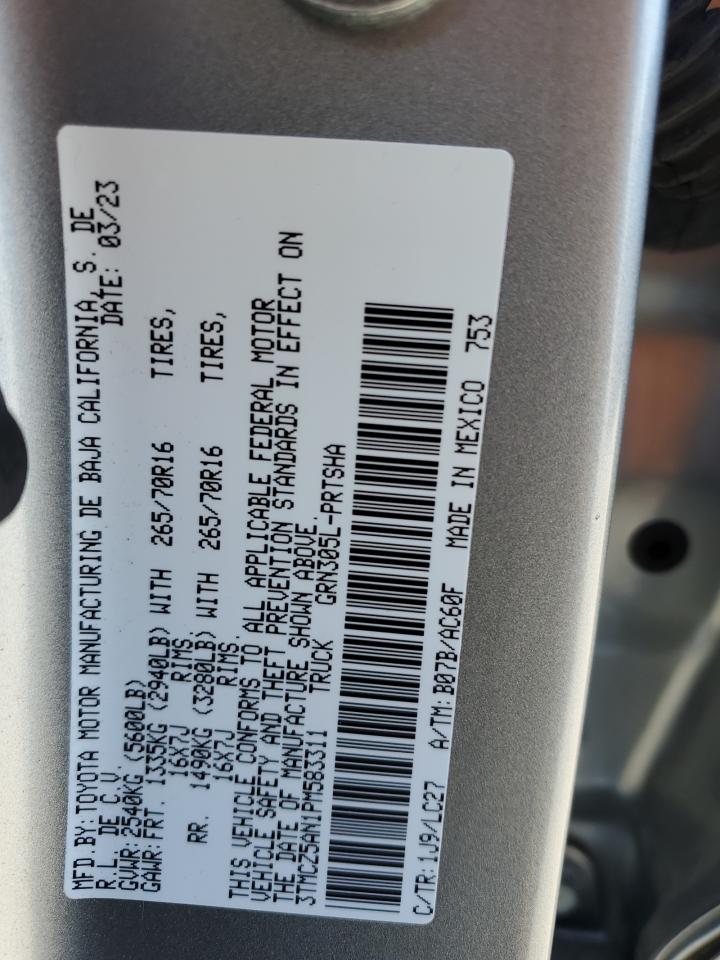 MFD.BY:TOYOTA MOTOR MANUFACTURING DE BAJA CALIFORNIA, S. DE
R.L.DE C.V. DATE: 03/23
GVWR:2540KG (5600LB)
GAWR:FRT. 1335KG (2940LB) WITH 265/70R16 TIRES,
16X7J RIMS.
RR. 1490KG (3280LB) WITH 265/70R16 TIRES,
16X7J RIMS.
THIS VEHICLE CONFORMS TO ALL APPLICABLE FEDERAL MOTOR
VEHICLE SAFETY AND THEFT PREVENTION STANDARDS IN EFFECT ON
THE DATE OF MANUFACTURE SHOWN ABOVE.
3TMCZ5AN1PM583311 TRUCK GRN305L-PRTSHA
C/TR:1J9/LC27 A/TM:B07B/AC60F MADE IN MEXICO 753